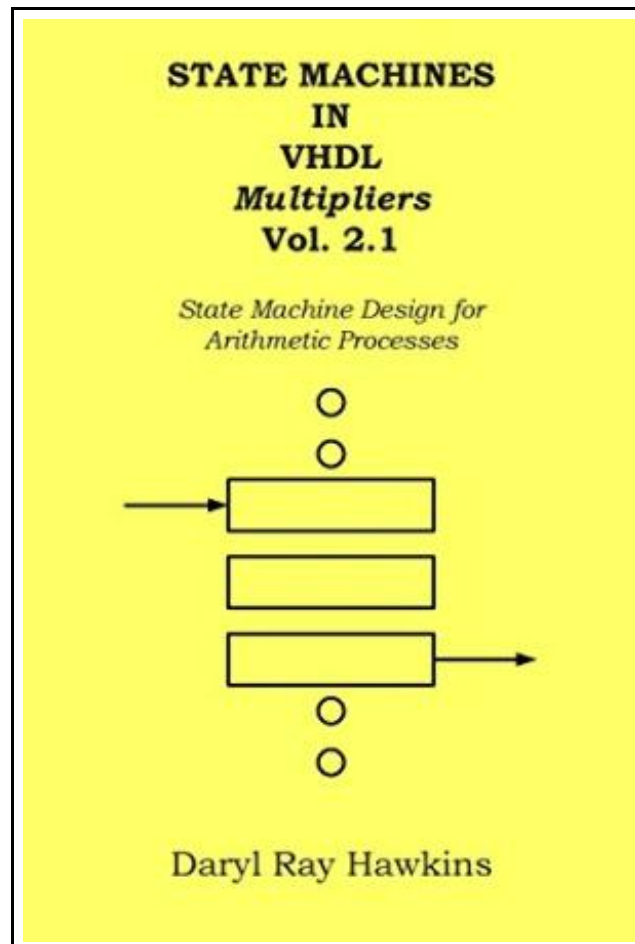 STATE MACHINES
IN
VHDL
Multipliers
Vol. 2.1
State Machine Design for
Arithmetic Processes
Daryl Ray Hawkins